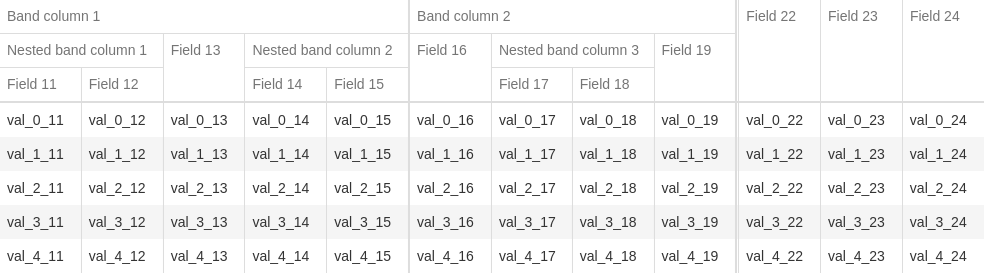 Band column 1 Band column 2 Field 22 Field 23 Field 24
Nested band column 1 Field 13 Nested band column 2 Field 16 Nested band column 3 Field 19
Field 11 Field 12 Field 14 Field 15 Field 17 Field 18
val_0_11 val_0_12 val_0_13 val_0_14 val_0_15 val_0_16 val_0_17 val_0_18 val_0_19 val_0_22 val_0_23 val_0_24
val_1_11 val_1_12 val_1_13 val_1_14 val_1_15 val_1_16 val_1_17 val_1_18 val_1_19 val_1_22 val_1_23 val_1_24
val_2_11 val_2_12 val_2_13 val_2_14 val_2_15 val_2_16 val_2_17 val_2_18 val_2_19 val_2_22 val_2_23 val_2_24
val_3_11 val_3_12 val_3_13 val_3_14 val_3_15 val_3_16 val_3_17 val_3_18 val_3_19 val_3_22 val_3_23 val_3_24
val_4_11 val_4_12 val_4_13 val_4_14 val_4_15 val_4_16 val_4_17 val_4_18 val_4_19 val_4_22 val_4_23 val_4_24